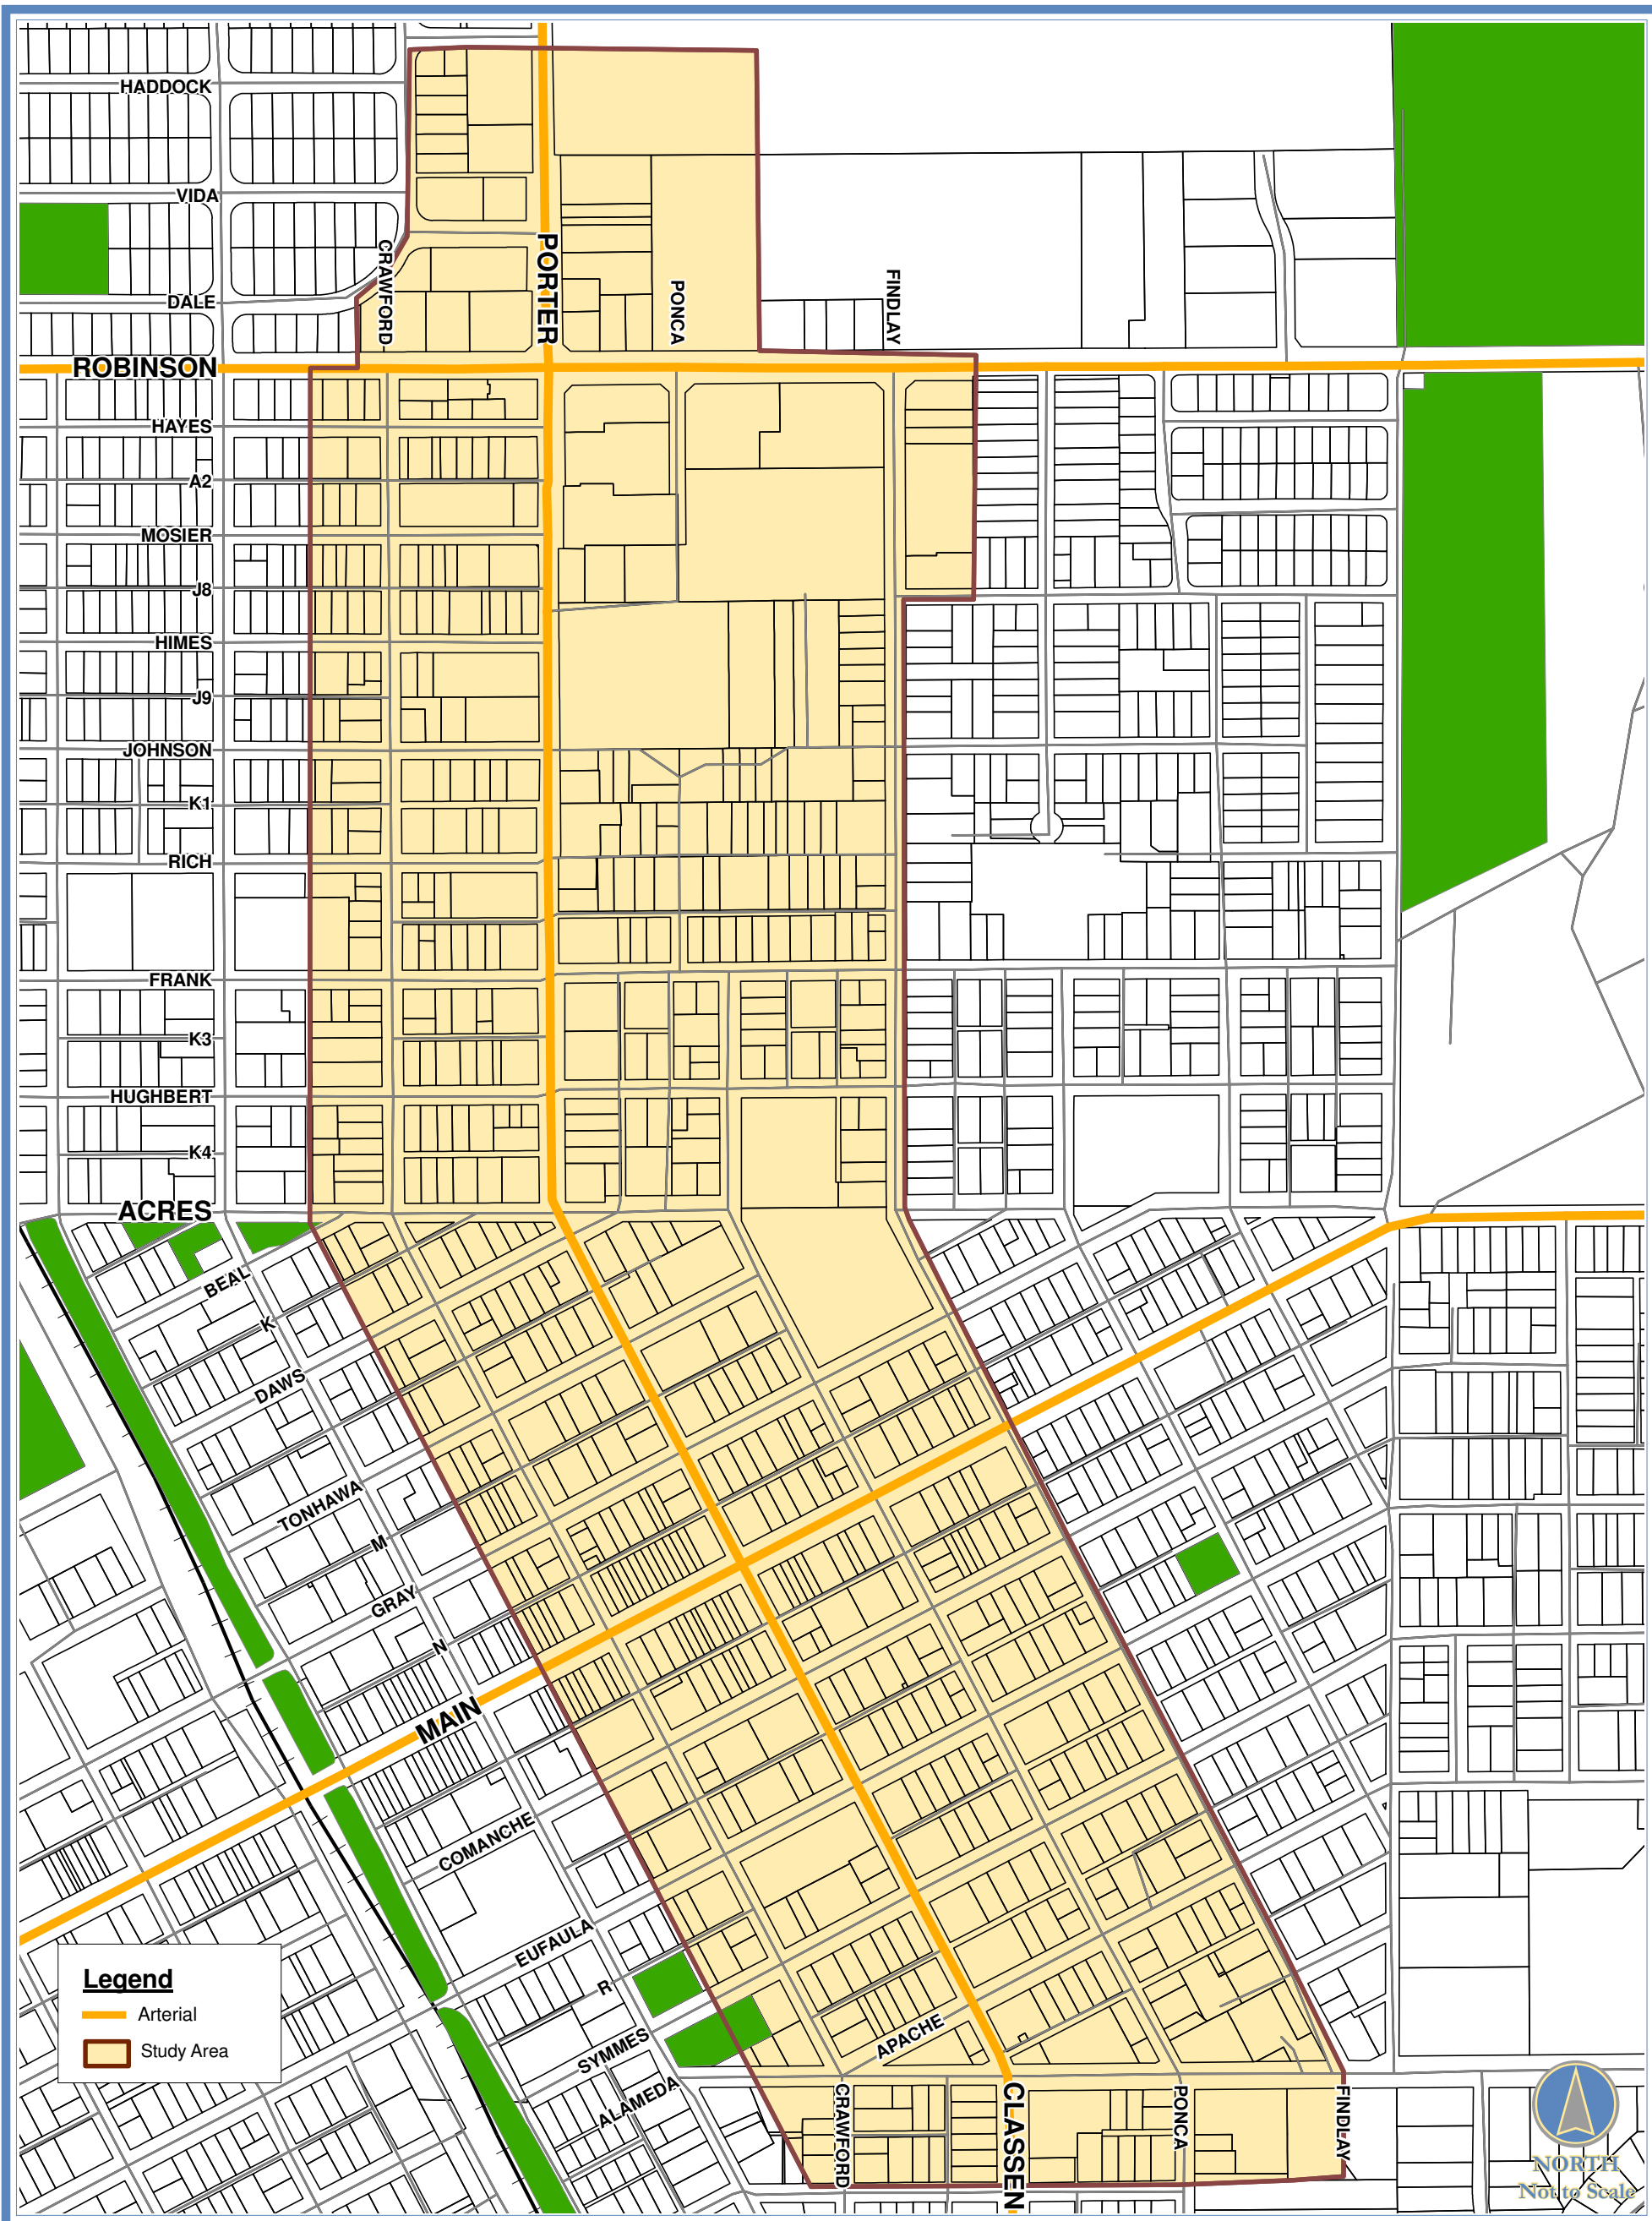 HADDOCK
VIDA
CRAWFORD
PORTER
PONCA
FINDLAY
DALE
ROBINSON
HAYES
A2
MOSIER
J8
HIMES
J9
JOHNSON
K1
RICH
FRANK
K3
HUGHBERT
K4
ACRES
BEAL
K
DAWS
TONHAWA
M
GRAY
N
MAIN
COMANCHE
EUFAULA
R
SYMMES
APACHE
ALAMEDA
CRAWFORD
CLASSEN
PONCA
FINDLAY
Legend
Arterial
Study Area
NORTH
Not to Scale